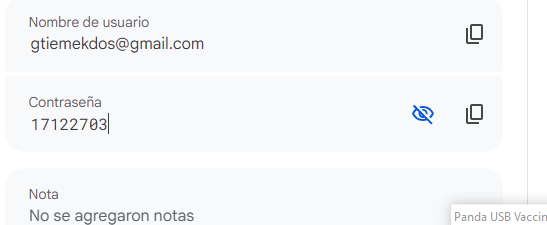 Nombre de usuario
gtiemekdos@gmail.com
Contraseña
17122703
Nota
No se agregaron notas
Panda USB Vaccin